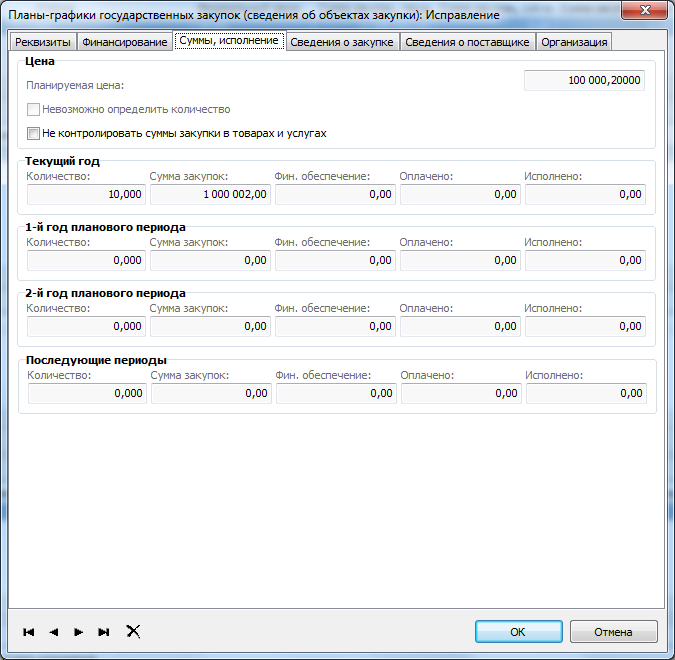 Планы-графики государственных закупок (сведения об объектах закупки): Исправление
Реквизиты Финансирование Суммы, исполнение Сведения о закупке Сведения о поставщике Организация
Цена
Планируемая цена: 100 000,20000
Невозможно определить количество
Не контролировать суммы закупки в товарах и услугах
Текущий год
Количество: Сумма закупок: Фин. обеспечение: Оплачено: Исполнено:
10,000 1 000 002,00 0,00 0,00 0,00
1-й год планового периода
Количество: Сумма закупок: Фин. обеспечение: Оплачено: Исполнено:
0,000 0,00 0,00 0,00 0,00
2-й год планового периода
Количество: Сумма закупок: Фин. обеспечение: Оплачено: Исполнено:
0,000 0,00 0,00 0,00 0,00
Последующие периоды
Количество: Сумма закупок: Фин. обеспечение: Оплачено: Исполнено:
0,000 0,00 0,00 0,00 0,00
OK Отмена